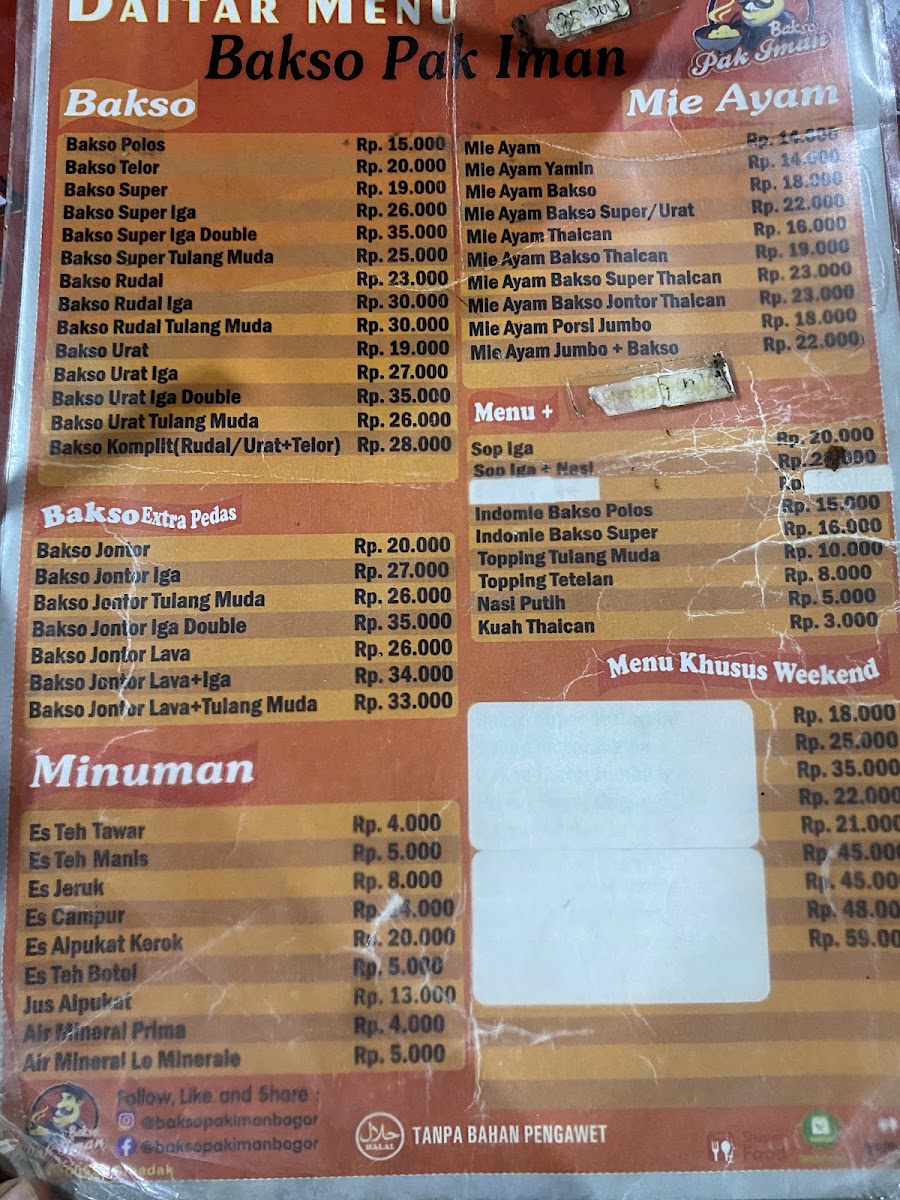 DAFTAR MENU
Bakso Pak Iman
Bakso
Pak Iman
Bakso
Bakso Polos Rp. 15.000
Bakso Telor Rp. 20.000
Bakso Super Rp. 19.000
Bakso Super Iga Rp. 26.000
Bakso Super Iga Double Rp. 35.000
Bakso Super Tulang Muda Rp. 25.000
Bakso Rudal Rp. 23.000
Bakso Rudal Iga Rp. 30.000
Bakso Rudal Tulang Muda Rp. 30.000
Bakso Urat Rp. 19.000
Bakso Urat Iga Rp. 27.000
Bakso Urat Iga Double Rp. 35.000
Bakso Urat Tulang Muda Rp. 26.000
Bakso Komplit(Rudal/Urat+Telor) Rp. 28.000
Bakso Extra Pedas
Bakso Jontor Rp. 20.000
Bakso Jontor Iga Rp. 27.000
Bakso Jontor Tulang Muda Rp. 26.000
Bakso Jontor Iga Double Rp. 35.000
Bakso Jontor Lava Rp. 26.000
Bakso Jontor Lava+Iga Rp. 34.000
Bakso Jontor Lava+Tulang Muda Rp. 33.000
Minuman
Es Teh Tawar Rp. 4.000
Es Teh Manis Rp. 5.000
Es Jeruk Rp. 8.000
Es Campur Rp. 14.000
Es Alpukat Kerok Rp. 20.000
Es Teh Botol Rp. 5.000
Jus Alpukat Rp. 13.000
Air Mineral Prima Rp. 4.000
Air Mineral Le Minerale Rp. 5.000
Mie Ayam
Mie Ayam Rp. 14.000
Mie Ayam Yamin Rp. 14.000
Mie Ayam Bakso Rp. 18.000
Mie Ayam Bakso Super/Urat Rp. 22.000
Mie Ayam Thaican Rp. 16.000
Mie Ayam Bakso Thaican Rp. 19.000
Mie Ayam Bakso Super Thaican Rp. 23.000
Mie Ayam Bakso Jontor Thaican Rp. 23.000
Mie Ayam Porsi Jumbo Rp. 18.000
Mie Ayam Jumbo + Bakso Rp. 22.000
Menu +
Sop Iga Rp. 20.000
Sop Iga + Nasi Rp.
Indomie Bakso Polos Rp. 15.000
Indomie Bakso Super Rp. 16.000
Topping Tulang Muda Rp. 10.000
Topping Tetelan Rp. 8.000
Nasi Putih Rp. 5.000
Kuah Thaican Rp. 3.000
Menu Khusus Weekend
Rp. 18.000
Rp. 25.000
Rp. 35.000
Rp. 22.000
Rp. 21.000
Rp. 45.00
Rp. 45.00
Rp. 48.00
Rp. 59.00
Follow, Like and Share :
@baksopakimanbogor
@baksopakimanbogor
حلال
HALAL
TANPA BAHAN PENGAWET